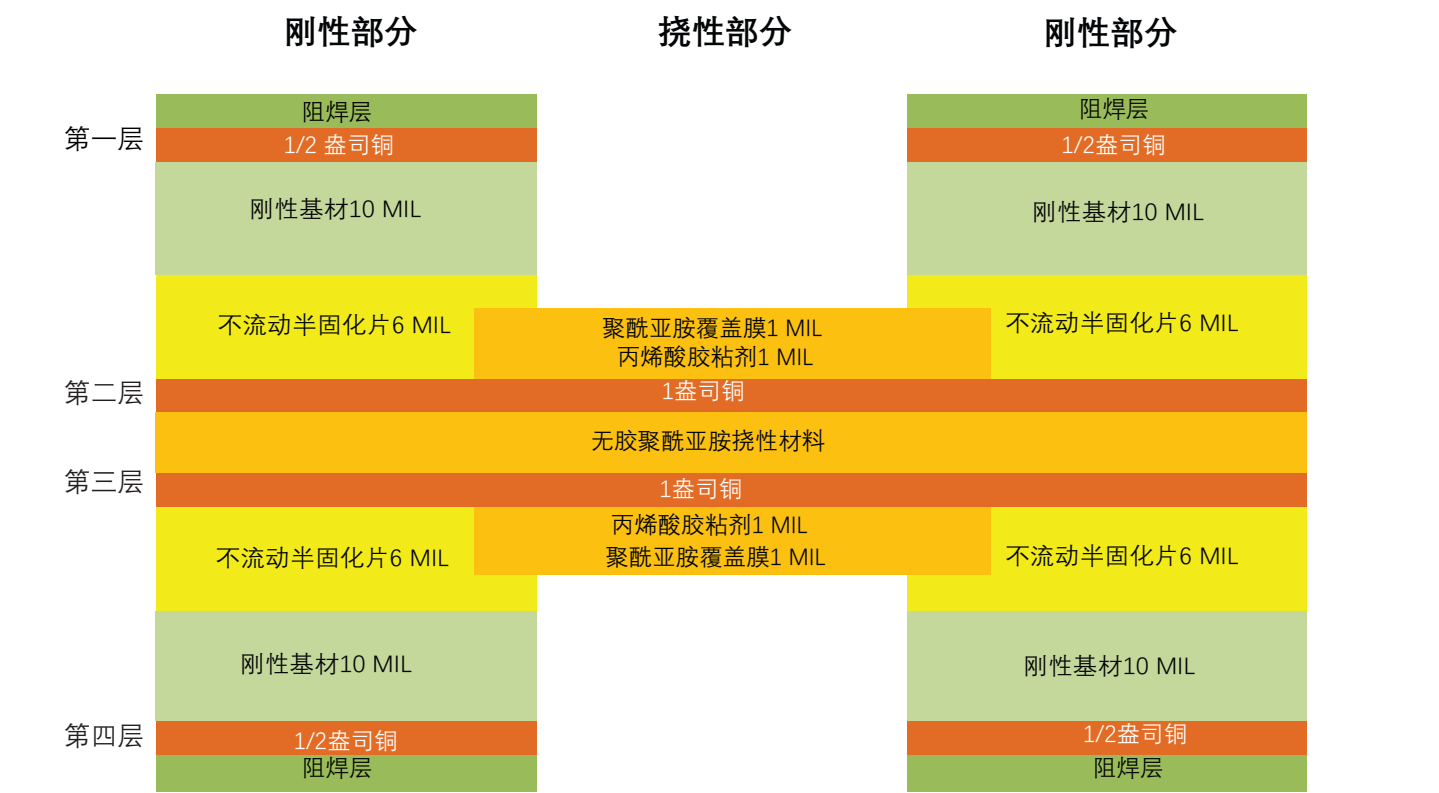 刚性部分
挠性部分
刚性部分
阻焊层
阻焊层
第一层
1/2 盎司铜
1/2盎司铜
刚性基材10 MIL
刚性基材10 MIL
不流动半固化片6 MIL
聚酰亚胺覆盖膜1 MIL
丙烯酸胶粘剂1 MIL
不流动半固化片6 MIL
第二层
1盎司铜
无胶聚酰亚胺挠性材料
第三层
1盎司铜
不流动半固化片6 MIL
丙烯酸胶粘剂1 MIL
聚酰亚胺覆盖膜1 MIL
不流动半固化片6 MIL
刚性基材10 MIL
刚性基材10 MIL
第四层
1/2盎司铜
1/2盎司铜
阻焊层
阻焊层